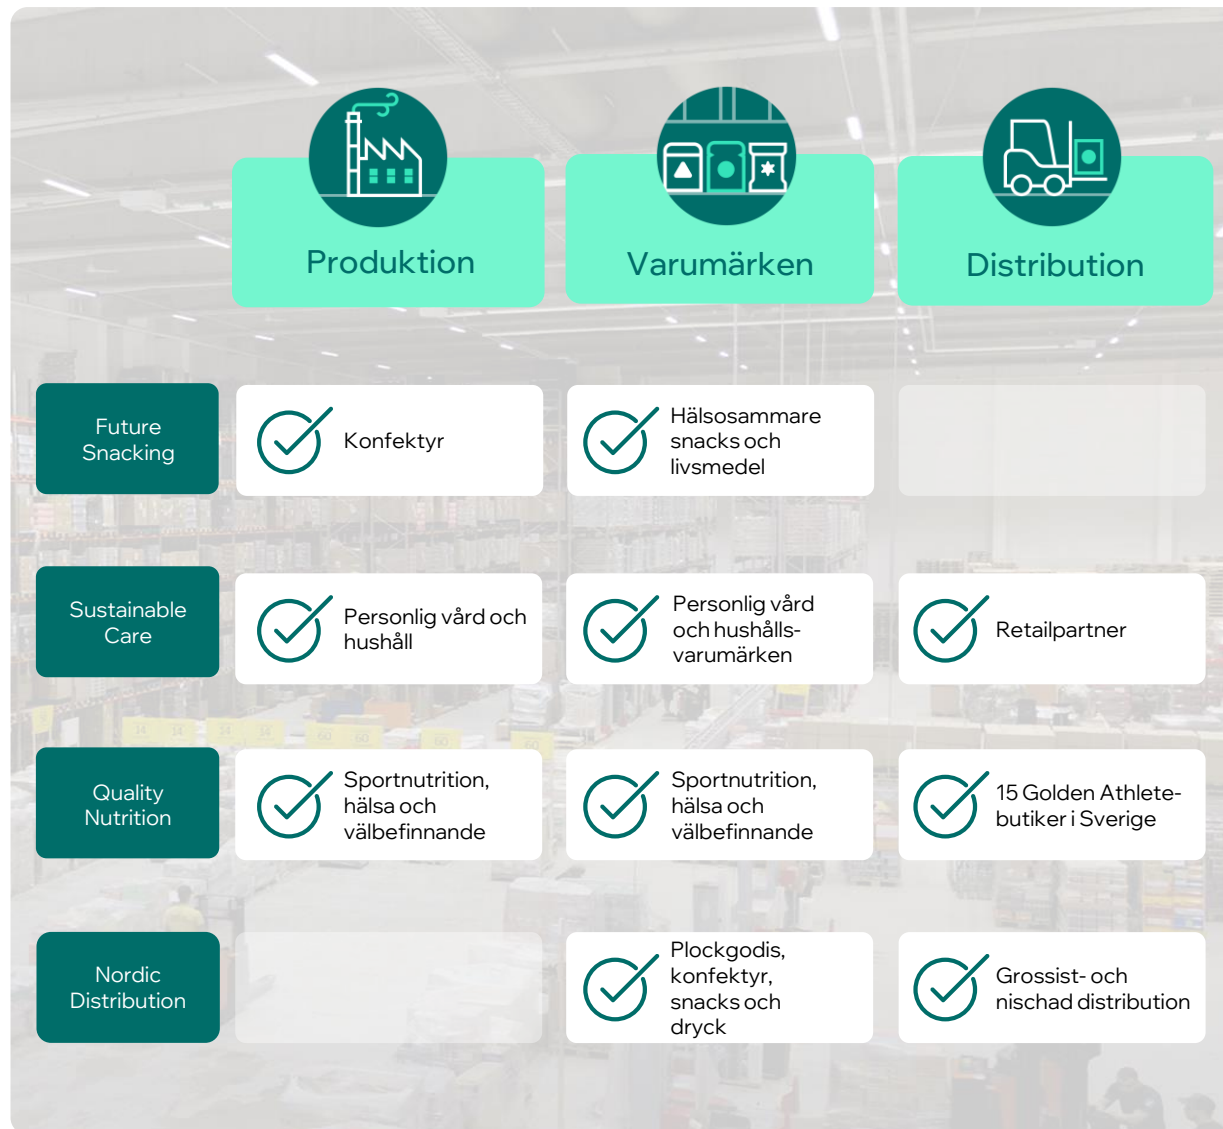 Produktion
Varumärken
Distribution
Future
Snacking
Konfektyr
Hälsosammare
snacks och
livsmedel
Sustainable
Care
Personlig vård och
hushåll
Personlig vård
och hushålls-
varumärken
Retailpartner
Quality
Nutrition
Sportnutrition,
hälsa och
välbefinnande
Sportnutrition,
hälsa och
välbefinnande
15 Golden Athlete-
butiker i Sverige
Nordic
Distribution
Plockgodis,
konfektyr,
snacks och
dryck
Grossist- och
nischad distribution